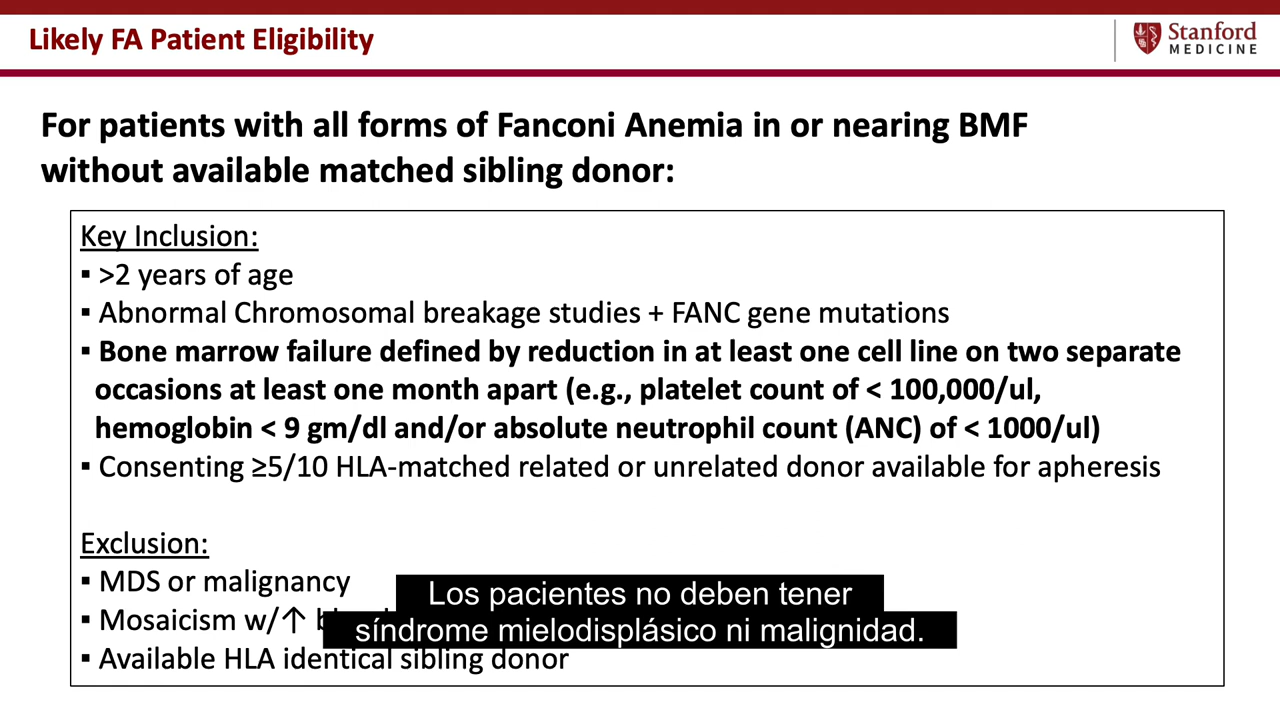 Likely FA Patient Eligibility
Stanford
MEDICINE
For patients with all forms of Fanconi Anemia in or nearing BMF
without available matched sibling donor:
Key Inclusion:
▪ >2 years of age
▪ Abnormal Chromosomal breakage studies + FANC gene mutations
▪ Bone marrow failure defined by reduction in at least one cell line on two separate
occasions at least one month apart (e.g., platelet count of < 100,000/ul,
hemoglobin < 9 gm/dl and/or absolute neutrophil count (ANC) of < 1000/ul)
▪ Consenting ≥5/10 HLA-matched related or unrelated donor available for apheresis
Exclusion:
▪ MDS or malignancy
▪ Mosaicism w/↑
▪ Available HLA identical sibling donor
Los pacientes no deben tener
síndrome mielodisplásico ni malignidad.